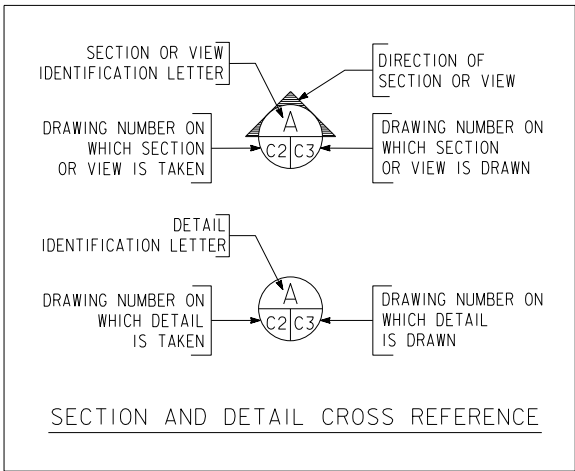 SECTION OR VIEW
IDENTIFICATION LETTER
DIRECTION OF
SECTION OR VIEW
A
C2 C3
DRAWING NUMBER ON
WHICH SECTION
OR VIEW IS TAKEN
DRAWING NUMBER ON
WHICH SECTION
OR VIEW IS DRAWN
DETAIL
IDENTIFICATION LETTER
A
C2 C3
DRAWING NUMBER ON
WHICH DETAIL
IS TAKEN
DRAWING NUMBER ON
WHICH DETAIL
IS DRAWN
SECTION AND DETAIL CROSS REFERENCE